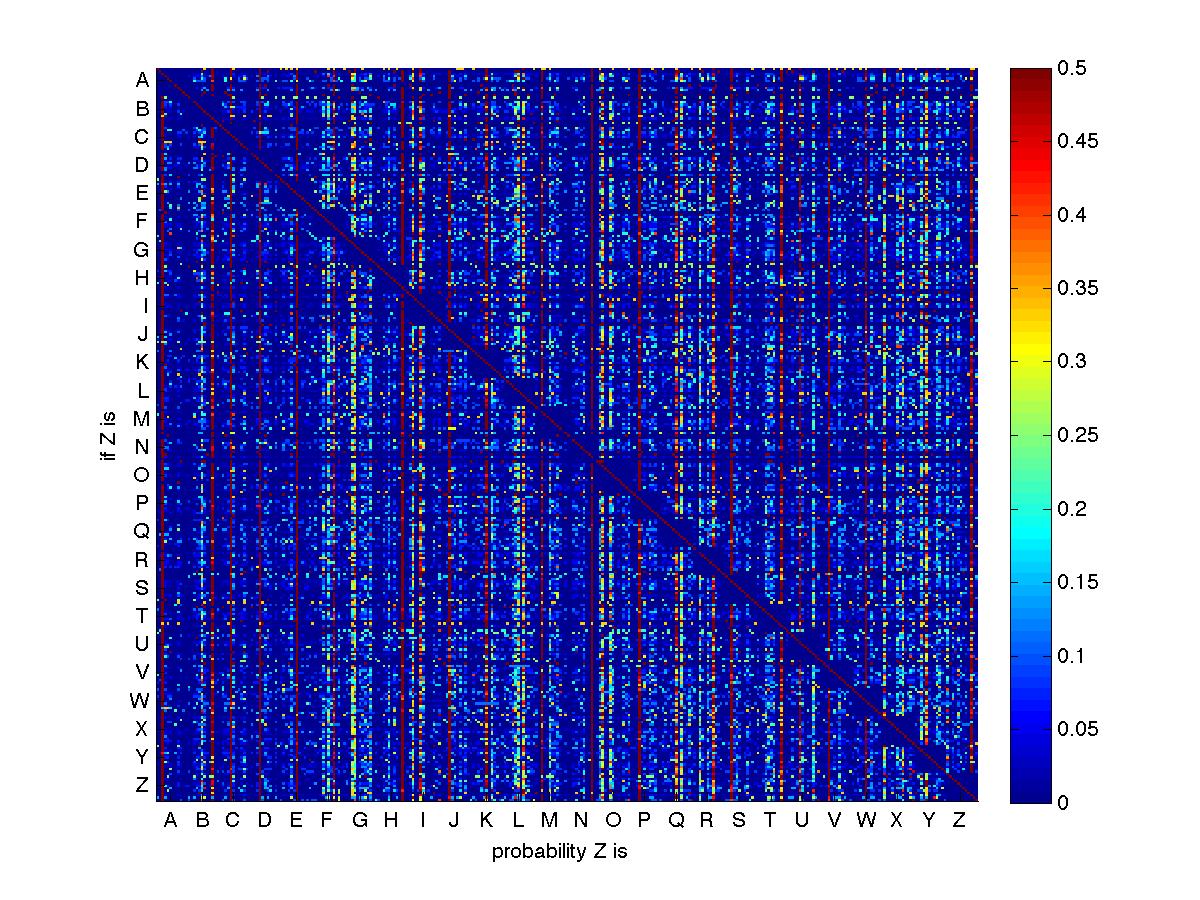 A
B
C
D
E
F
G
H
I
J
K
L
M
N
O
P
Q
R
S
T
U
V
W
X
Y
Z
if Z is
A B C D E F G H I J K L M N O P Q R S T U V W X Y Z
probability Z is
0.5
0.45
0.4
0.35
0.3
0.25
0.2
0.15
0.1
0.05
0